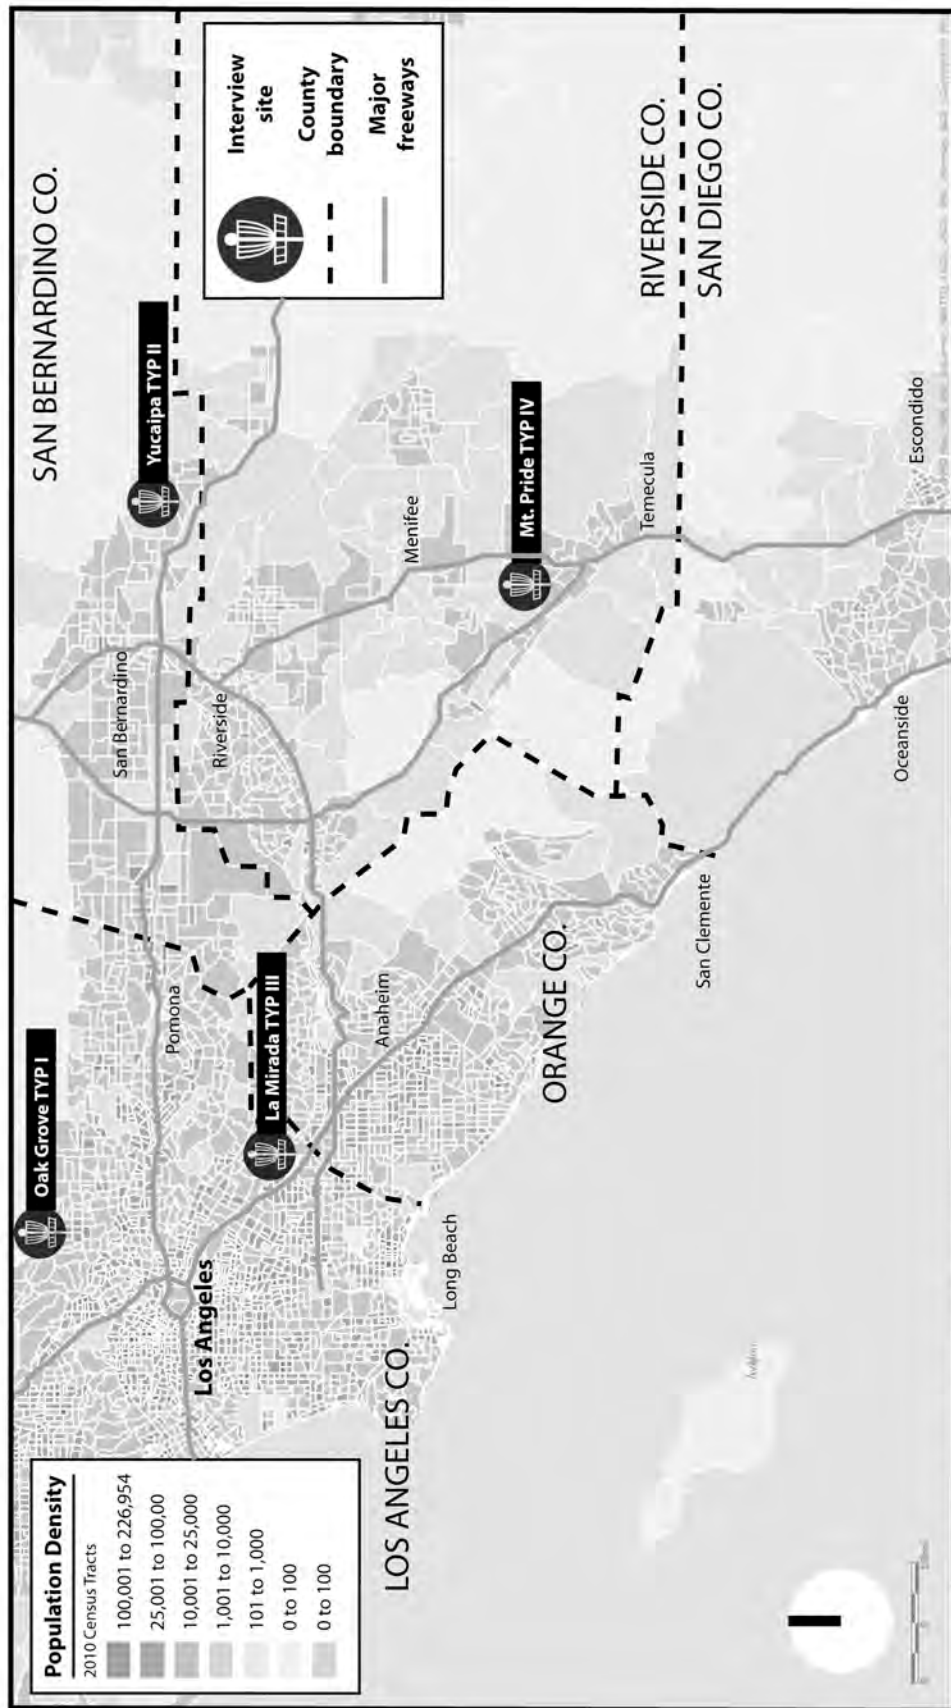 Population Density
2010 Census Tracts
100,001 to 226,954
25,001 to 100,00
10,001 to 25,000
1,001 to 10,000
101 to 1,000
0 to 100
0 to 100
Oak Grove TYP I
SAN BERNARDINO CO.
Yucaipa TYP II
Interview
site
County
boundary
Major
freeways
San Bernardino
Pomona
Los Angeles
Riverside
La Mirada TYP III
Anaheim
Menifee
Mt. Pride TYP IV
LOS ANGELES CO.
Long Beach
ORANGE CO.
Temecula
RIVERSIDE CO.
SAN DIEGO CO.
San Clemente
Avalon
Oceanside
Escondido